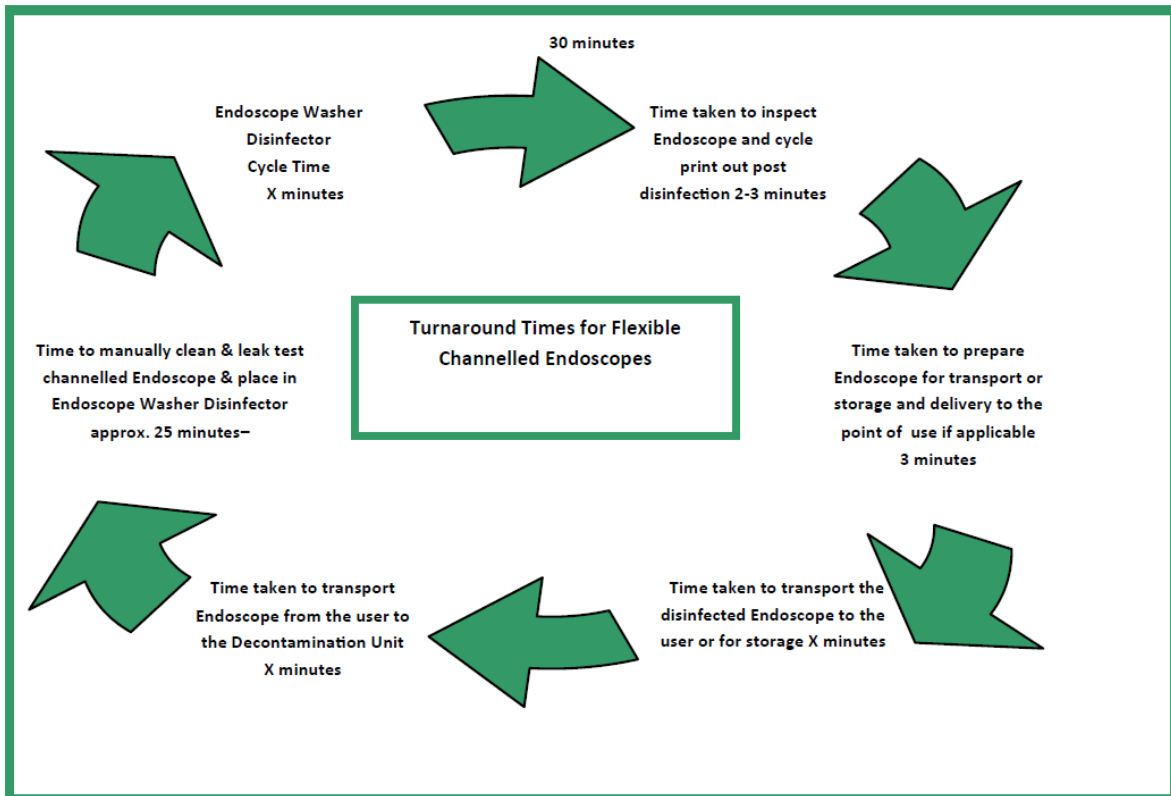 30 minutes
Endoscope Washer
Disinfector
Cycle Time
X minutes
Time taken to inspect
Endoscope and cycle
print out post
disinfection 2-3 minutes
Turnaround Times for Flexible
Channelled Endoscopes
Time to manually clean & leak test
channelled Endoscope & place in
Endoscope Washer Disinfector
approx. 25 minutes–
Time taken to prepare
Endoscope for transport or
storage and delivery to the
point of use if applicable
3 minutes
Time taken to transport
Endoscope from the user to
the Decontamination Unit
X minutes
Time taken to transport the
disinfected Endoscope to the
user or for storage X minutes